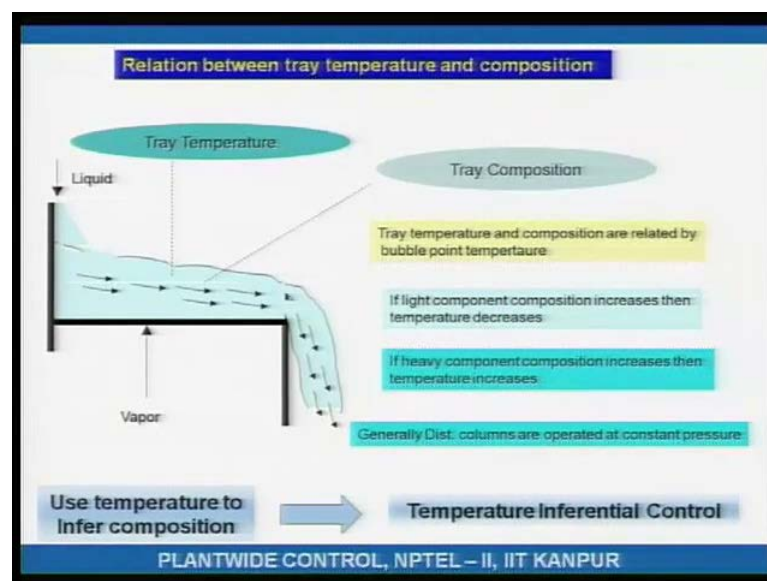 Relation between tray temperature and composition
Tray Temperature
Liquid
Tray Composition
Tray temperature and composition are related by
bubble point tempertaure
If light component composition increases then
temperature decreases
If heavy component composition increases then
temperature increases
Vapor
Generally Dist. columns are operated at constant pressure
Use temperature to
Infer composition
Temperature Inferential Control
PLANTWIDE CONTROL, NPTEL – II, IIT KANPUR